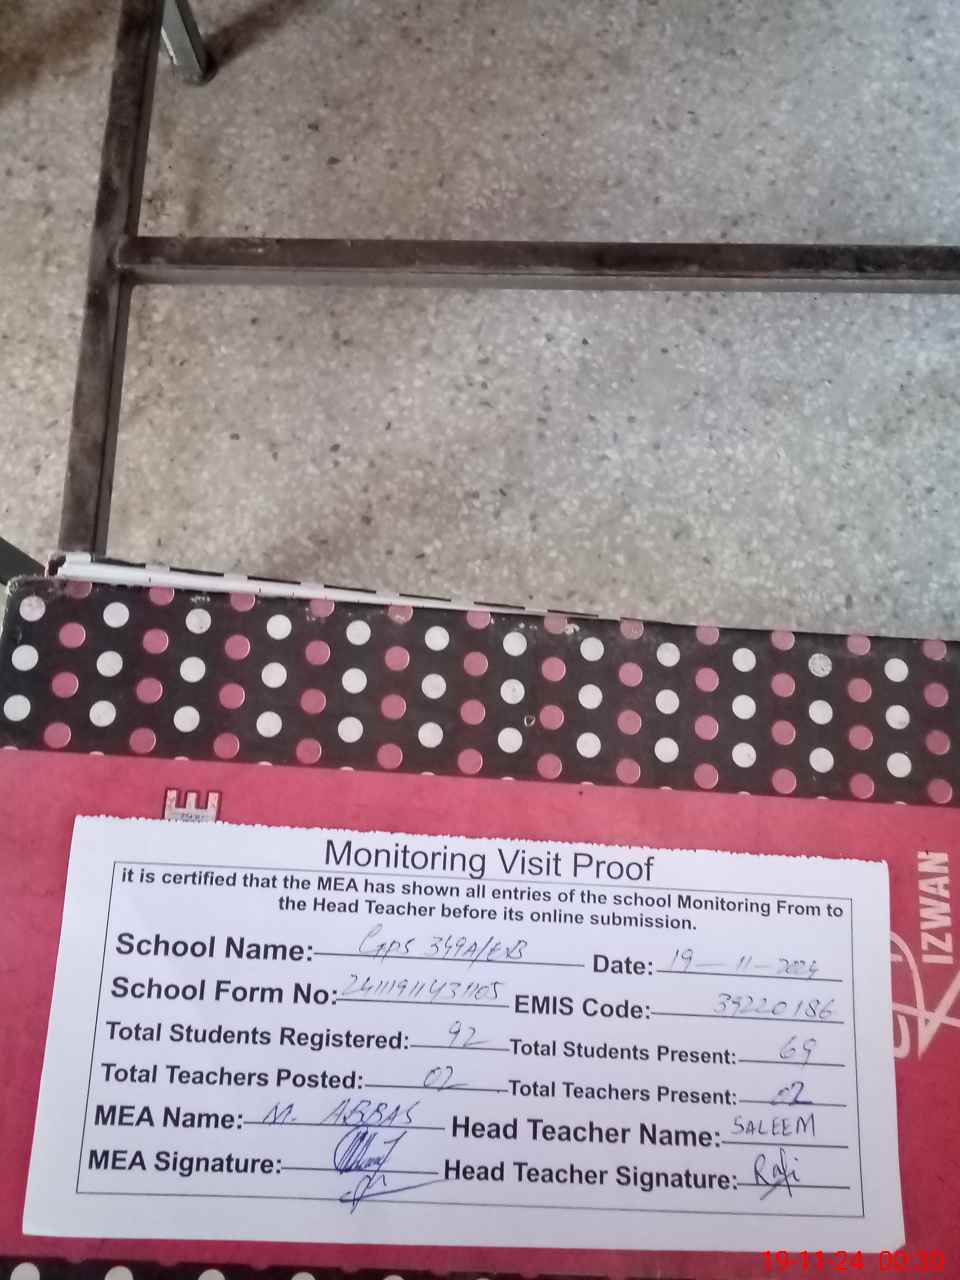 Monitoring Visit Proof
it is certified that the MEA has shown all entries of the school Monitoring From to
the Head Teacher before its online submission.
School Name: GPS 349A/EB Date: 19-11-2024
School Form No: 24111911431105 EMIS Code: 39220186
Total Students Registered: 92 Total Students Present: 69
Total Teachers Posted: 02 Total Teachers Present: 02
MEA Name: M. ABBAS Head Teacher Name: SALEEM
MEA Signature: Head Teacher Signature: Rafi
IZWAN
19-11-24 00:30